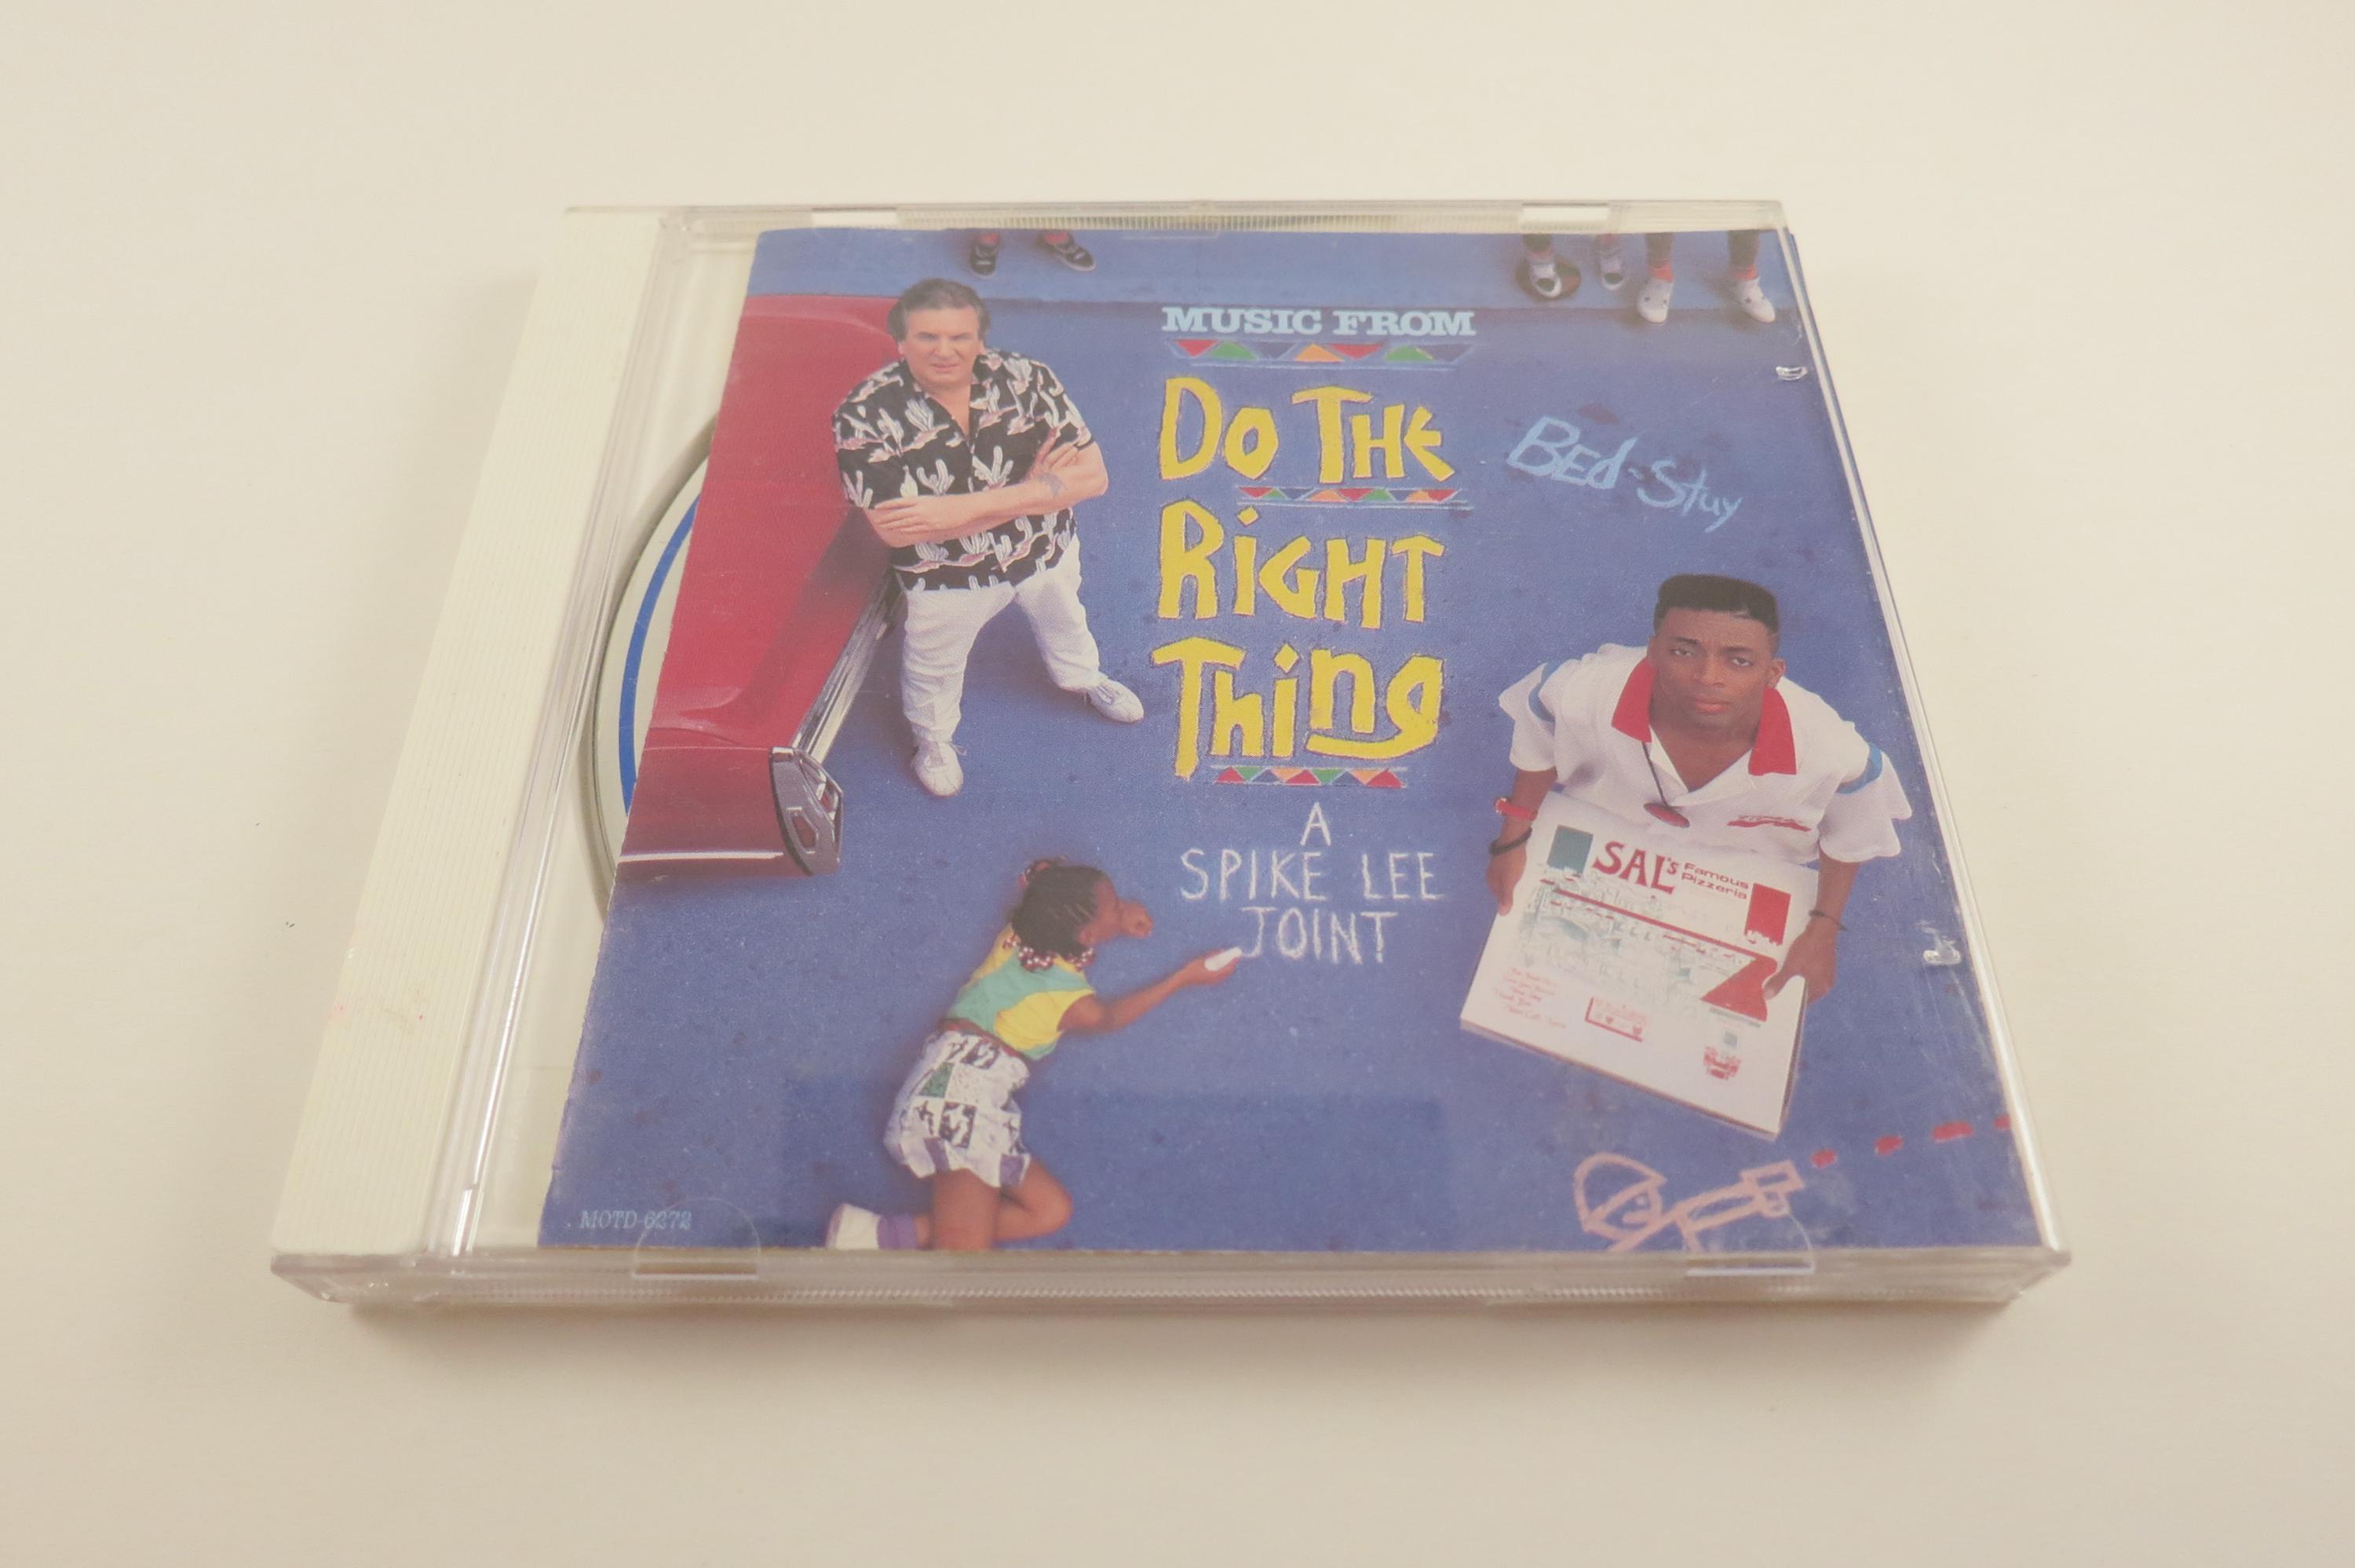 MUSIC FROM
DO THE
RIGHT
THiNg
BEd-Stuy
A
SPIKE LEE
JOINT
SAL's Famous
Pizzeria
MOTD-6272